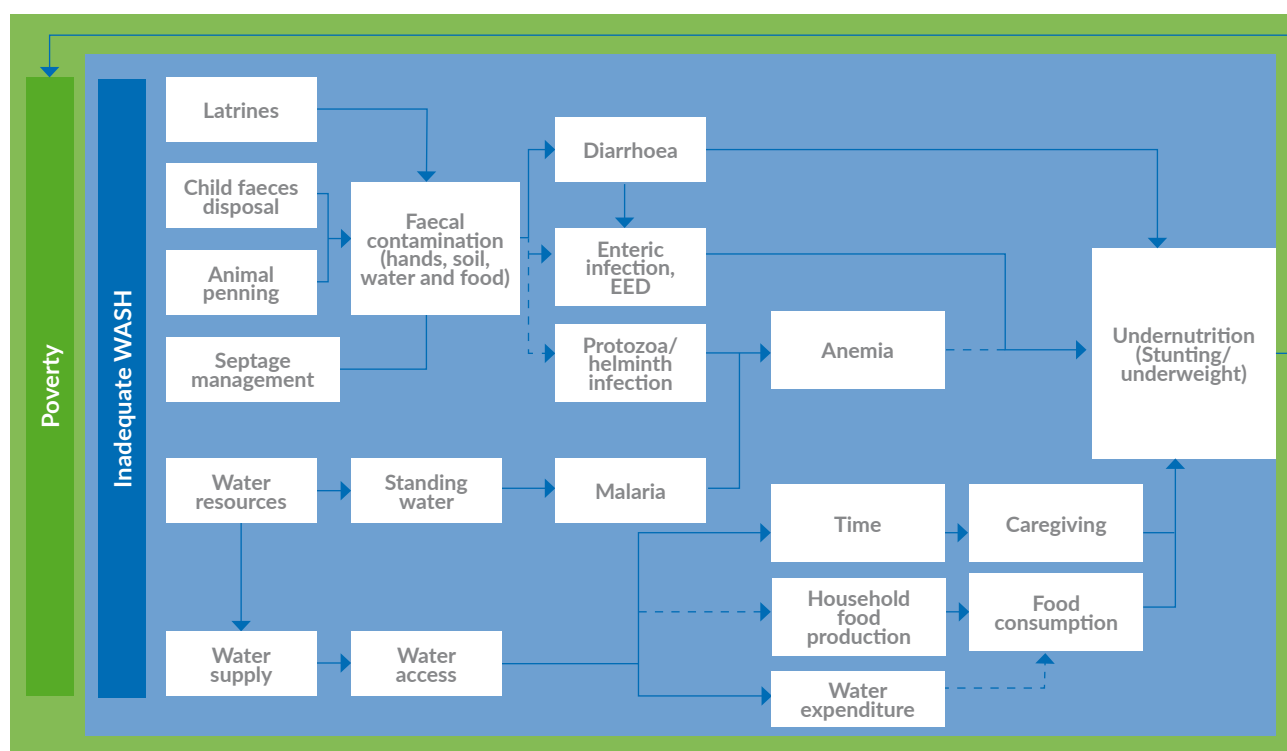 Poverty
Inadequate WASH
Latrines
Child faeces
disposal
Animal
penning
Septage
management
Faecal
contamination
(hands, soil,
water and food)
Diarrhoea
Enteric
infection,
EED
Protozoa/
helminth
infection
Anemia
Undernutrition
(Stunting/
underweight)
Water
resources
Standing
water
Malaria
Time
Caregiving
Household
food
production
Food
consumption
Water
supply
Water
access
Water
expenditure